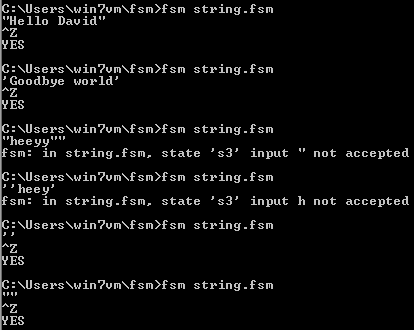 C:\Users\win7vm\fsm>fsm string.fsm
"Hello David"
^Z
YES
C:\Users\win7vm\fsm>fsm string.fsm
'Goodbye world'
^Z
YES
C:\Users\win7vm\fsm>fsm string.fsm
"heeyy""
fsm: in string.fsm, state 's3' input " not accepted
C:\Users\win7vm\fsm>fsm string.fsm
''heey'
fsm: in string.fsm, state 's3' input h not accepted
C:\Users\win7vm\fsm>fsm string.fsm
''
^Z
YES
C:\Users\win7vm\fsm>fsm string.fsm
""
^Z
YES